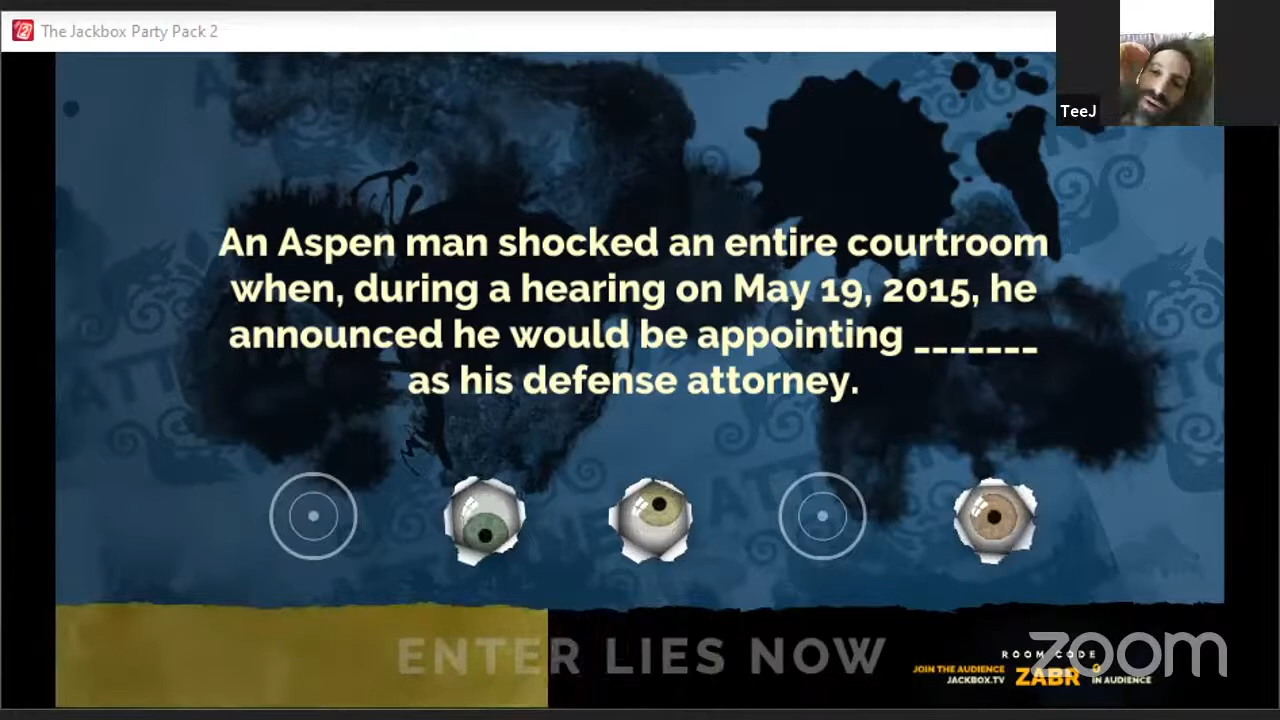 The Jackbox Party Pack 2
TeeJ
An Aspen man shocked an entire courtroom
when, during a hearing on May 19, 2015, he
announced he would be appointing _______
as his defense attorney.
ENTER LIES NOW
ROOM CODE
JOIN THE AUDIENCE
JACKBOX.TV
ZABR
0
IN AUDIENCE
zoom